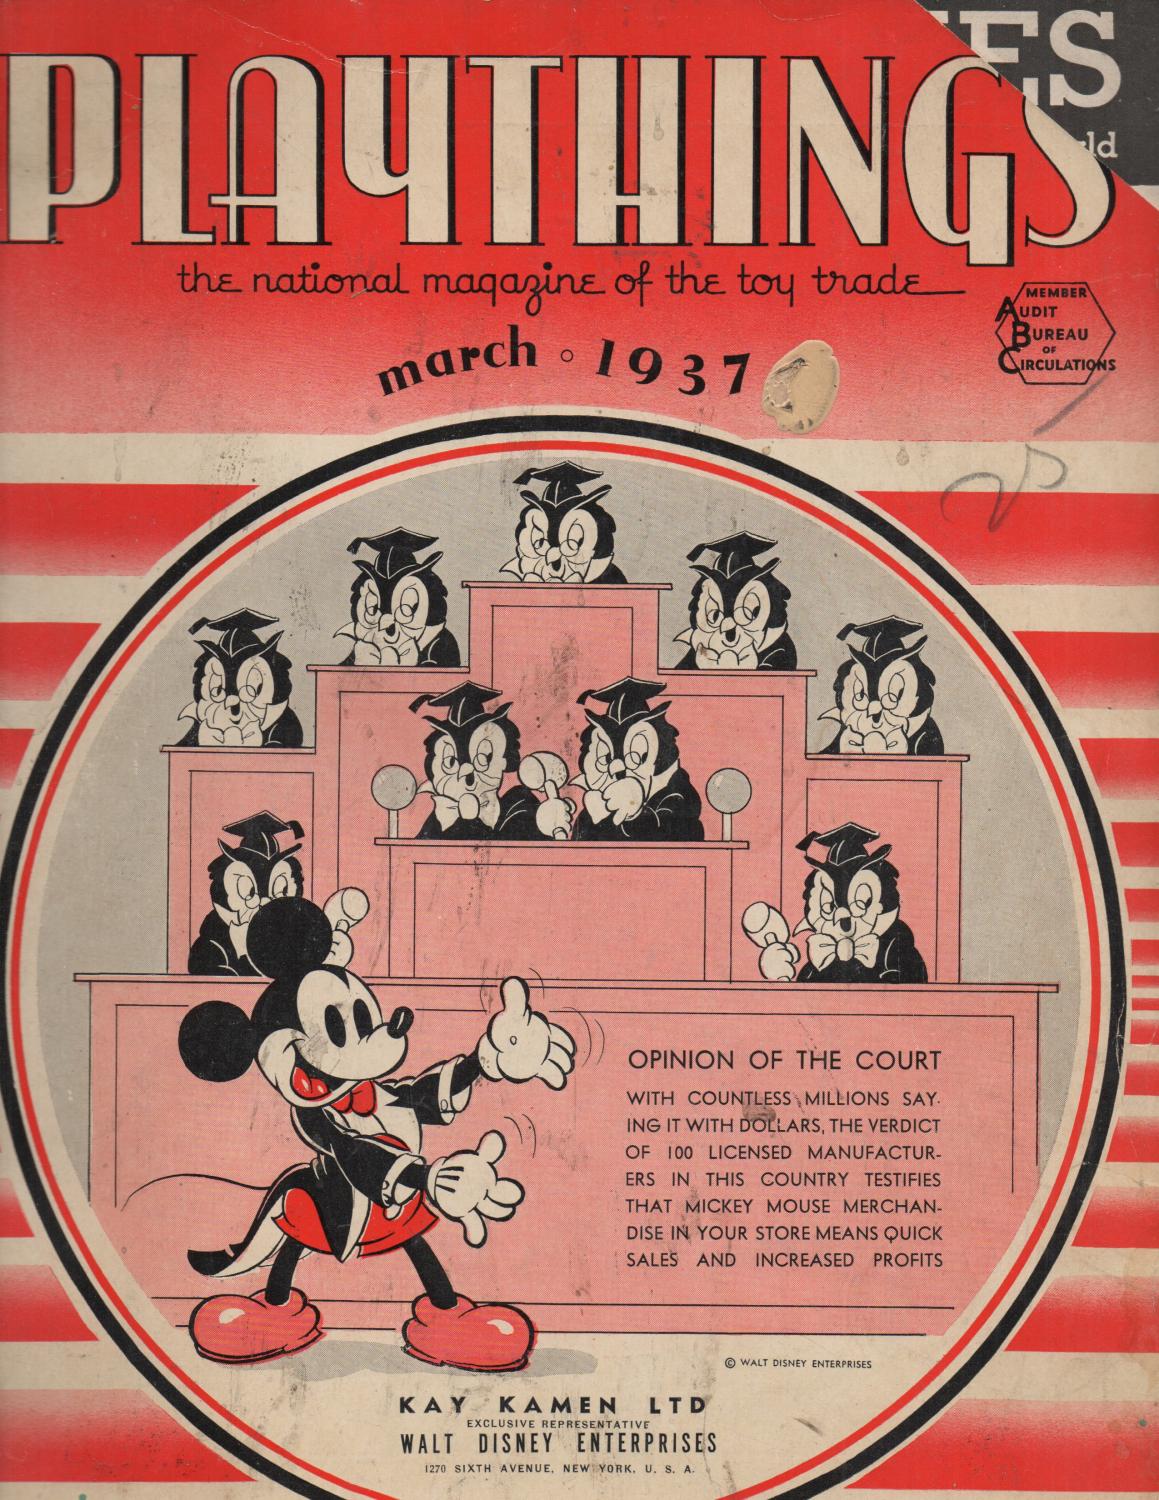 ES
PLAYTHINGS
the national magazine of the toy trade
march • 1937
MEMBER
AUDIT
BUREAU
OF
CIRCULATIONS
OPINION OF THE COURT
WITH COUNTLESS MILLIONS SAY-
ING IT WITH DOLLARS, THE VERDICT
OF 100 LICENSED MANUFACTUR-
ERS IN THIS COUNTRY TESTIFIES
THAT MICKEY MOUSE MERCHAN-
DISE IN YOUR STORE MEANS QUICK
SALES AND INCREASED PROFITS
© WALT DISNEY ENTERPRISES
KAY KAMEN LTD
EXCLUSIVE REPRESENTATIVE
WALT DISNEY ENTERPRISES
1270 SIXTH AVENUE, NEW YORK, U. S. A.